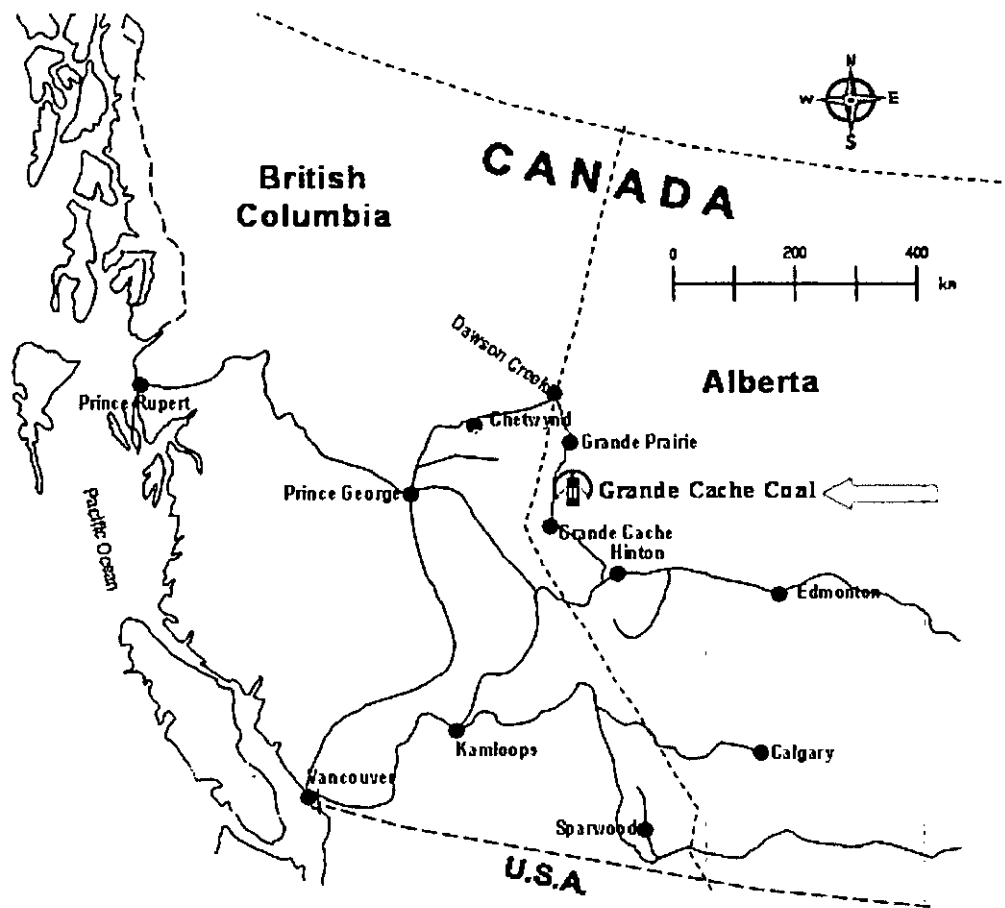 N
W E
S
CANADA
British
Columbia
0 200 400
km
Dawson Creek
Alberta
Prince Rupert
Chetwynd
Grande Prairie
Prince George
Grande Cache Coal
Pacific Ocean
Grande Cache
Hinton
Edmonton
Kamloops
Calgary
Vancouver
Sparwood
U.S.A.